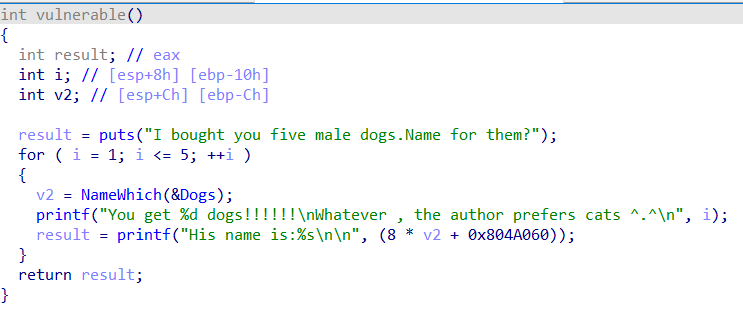 int vulnerable()
{
  int result; // eax
  int i; // [esp+8h] [ebp-10h]
  int v2; // [esp+Ch] [ebp-Ch]

  result = puts("I bought you five male dogs.Name for them?");
  for ( i = 1; i <= 5; ++i )
  {
    v2 = NameWhich(&Dogs);
    printf("You get %d dogs!!!!!!\nWhatever , the author prefers cats ^.^\n", i);
    result = printf("His name is:%s\n\n", (8 * v2 + 0x804A060));
  }
  return result;
}